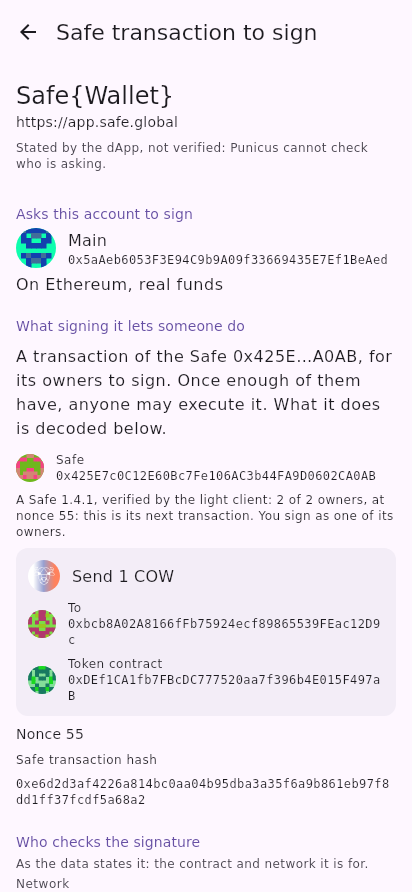 Safe transaction to sign
Safe{Wallet}
https://app.safe.global
Stated by the dApp, not verified: Punicus cannot check
who is asking.
Asks this account to sign
Main
0x5aAeb6053F3E94C9b9A09f33669435E7Ef1BeAed
On Ethereum, real funds
What signing it lets someone do
A transaction of the Safe 0x425E…A0AB, for
its owners to sign. Once enough of them
have, anyone may execute it. What it does
is decoded below.
Safe
0x425E7c0C12E60Bc7Fe106AC3b44FA9D0602CA0AB
A Safe 1.4.1, verified by the light client: 2 of 2 owners, at
nonce 55: this is its next transaction. You sign as one of its
owners.
Send 1 COW
To
0xbcb8A02A8166fFb75924ecf89865539FEac12D9
c
Token contract
0xDEf1CA1fb7FBcDC777520aa7f396b4E015F497a
B
Nonce 55
Safe transaction hash
0xe6d2d3af4226a814bc0aa04b95dba3a35f6a9b861eb97f8
dd1ff37fcdf5a68a2
Who checks the signature
As the data states it: the contract and network it is for.
Network